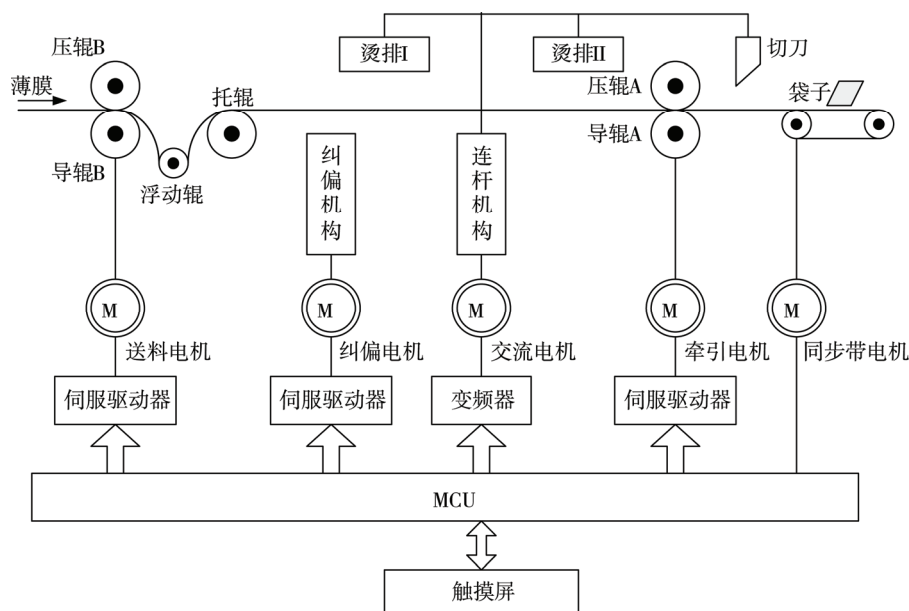 压辊B
烫排I
烫排II
切刀
薄膜
托辊
压辊A
袋子
导辊B
浮动辊
纠偏机构
连杆机构
导辊A
M
M
M
M
M
送料电机
纠偏电机
交流电机
牵引电机
同步带电机
伺服驱动器
伺服驱动器
变频器
伺服驱动器
MCU
触摸屏